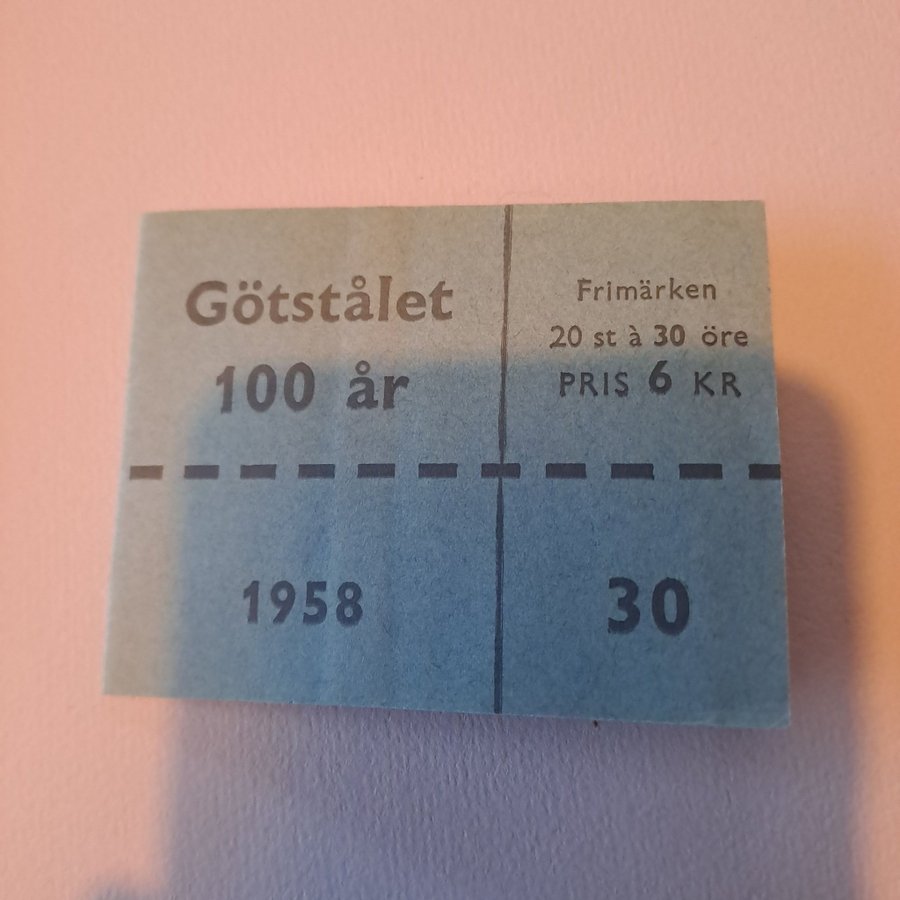 Götstålet
100 år
Frimärken
20 st à 30 öre
PRIS 6 KR
1958
30